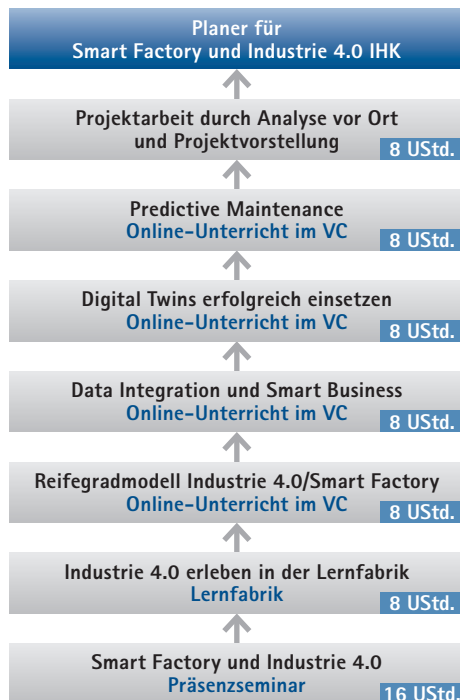 Planer für
Smart Factory und Industrie 4.0 IHK
Projektarbeit durch Analyse vor Ort
und Projektvorstellung
8 UStd.
Predictive Maintenance
Online-Unterricht im VC
8 UStd.
Digital Twins erfolgreich einsetzen
Online-Unterricht im VC
8 UStd.
Data Integration und Smart Business
Online-Unterricht im VC
8 UStd.
Reifegradmodell Industrie 4.0/Smart Factory
Online-Unterricht im VC
8 UStd.
Industrie 4.0 erleben in der Lernfabrik
Lernfabrik
8 UStd.
Smart Factory und Industrie 4.0
Präsenzseminar
16 UStd.